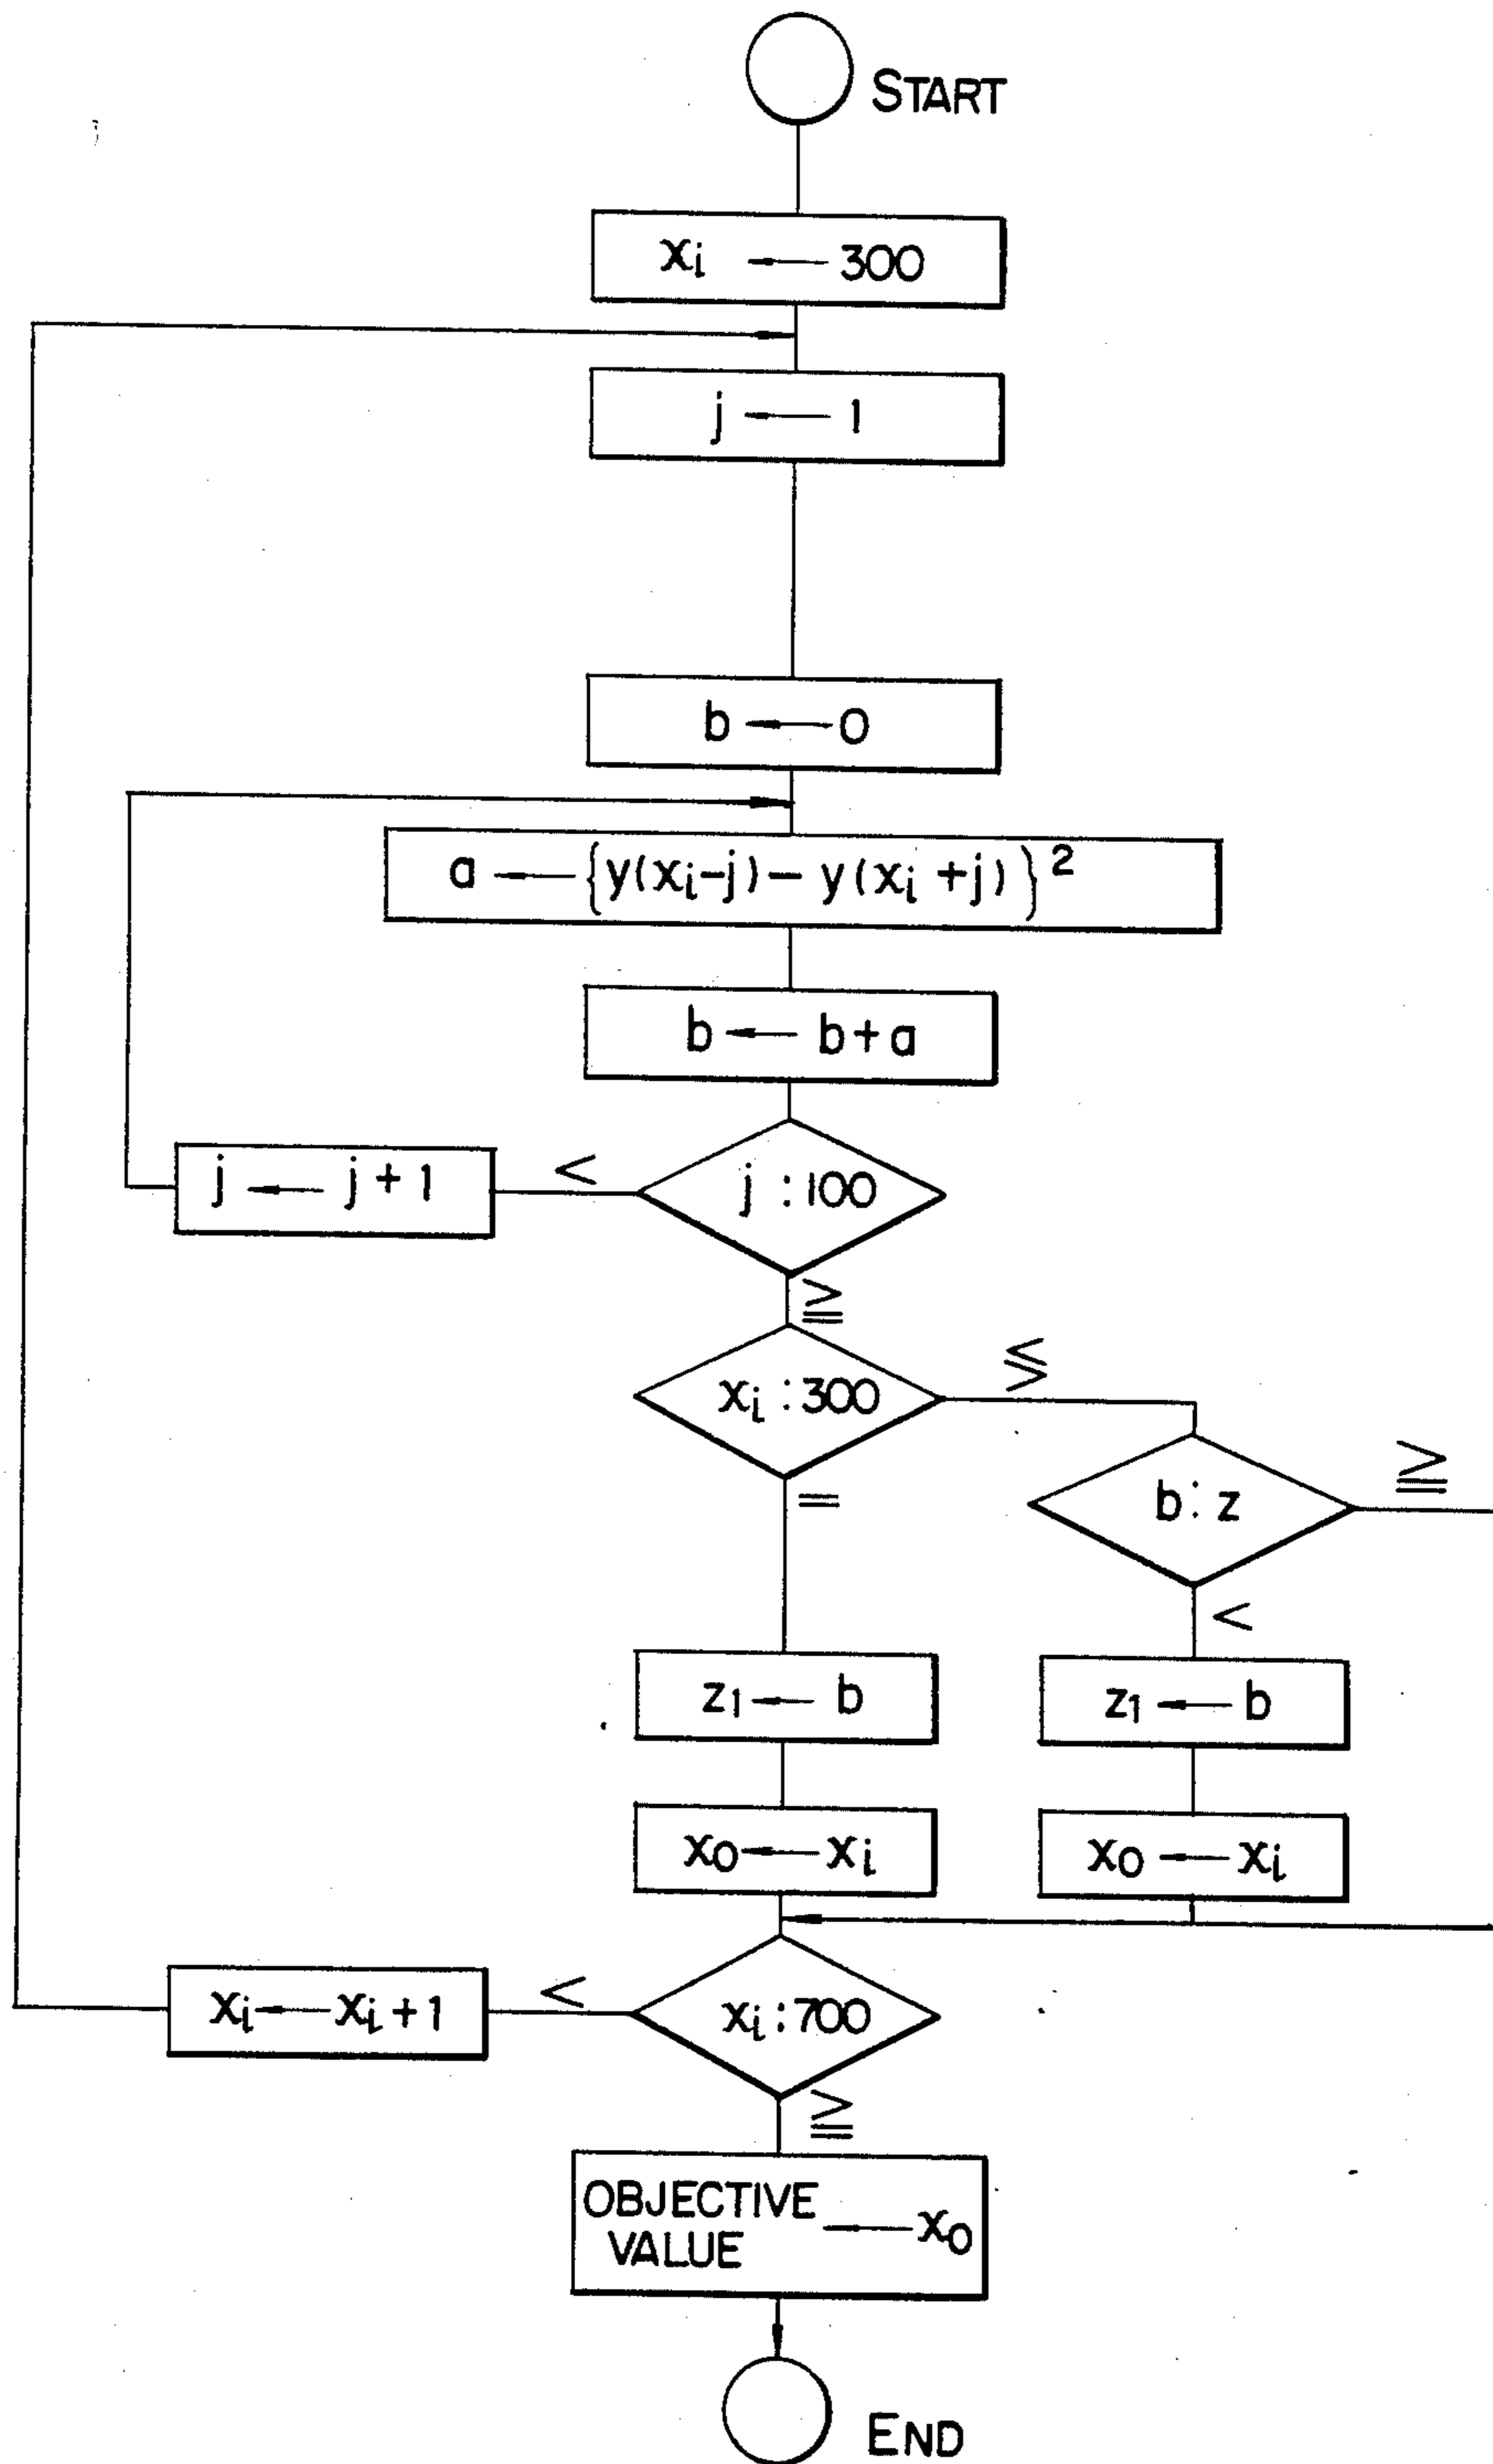 START
xi ← 300
j ← 1
b ← 0
a ← {y(xi-j) - y(xi+j)}²
b ← b+a
j ← j+1
<
j : 100
≧
xi : 300
≶
=
b : z
≧
<
z1 ← b
z1 ← b
x0 ← xi
x0 ← xi
xi ← xi+1
<
xi : 700
≧
OBJECTIVE
VALUE ← x0
END